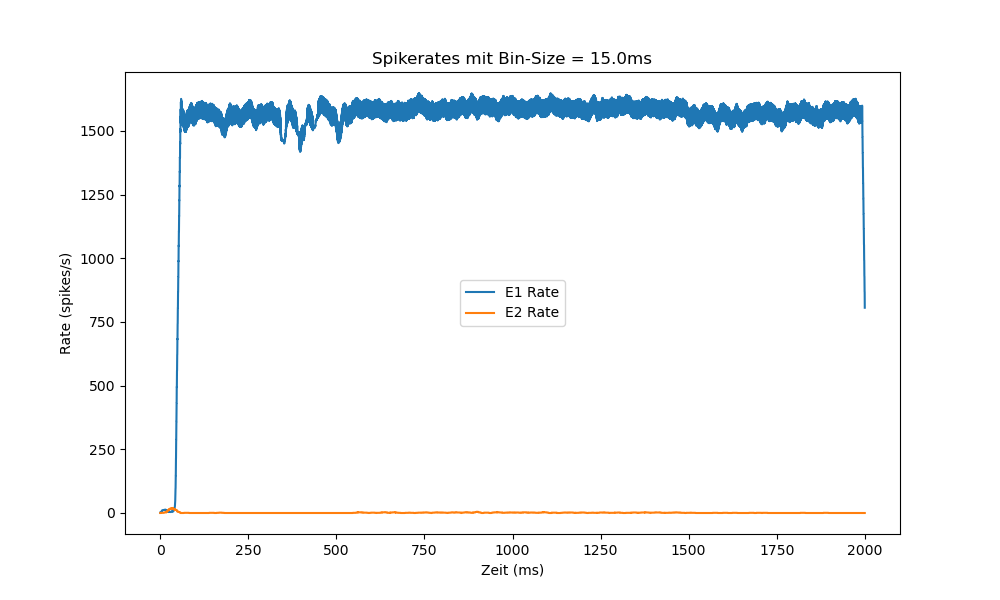 Spikerates mit Bin-Size = 15.0ms
1500
1250
1000
750
500
250
0
Rate (spikes/s)
E1 Rate
E2 Rate
0 250 500 750 1000 1250 1500 1750 2000
Zeit (ms)